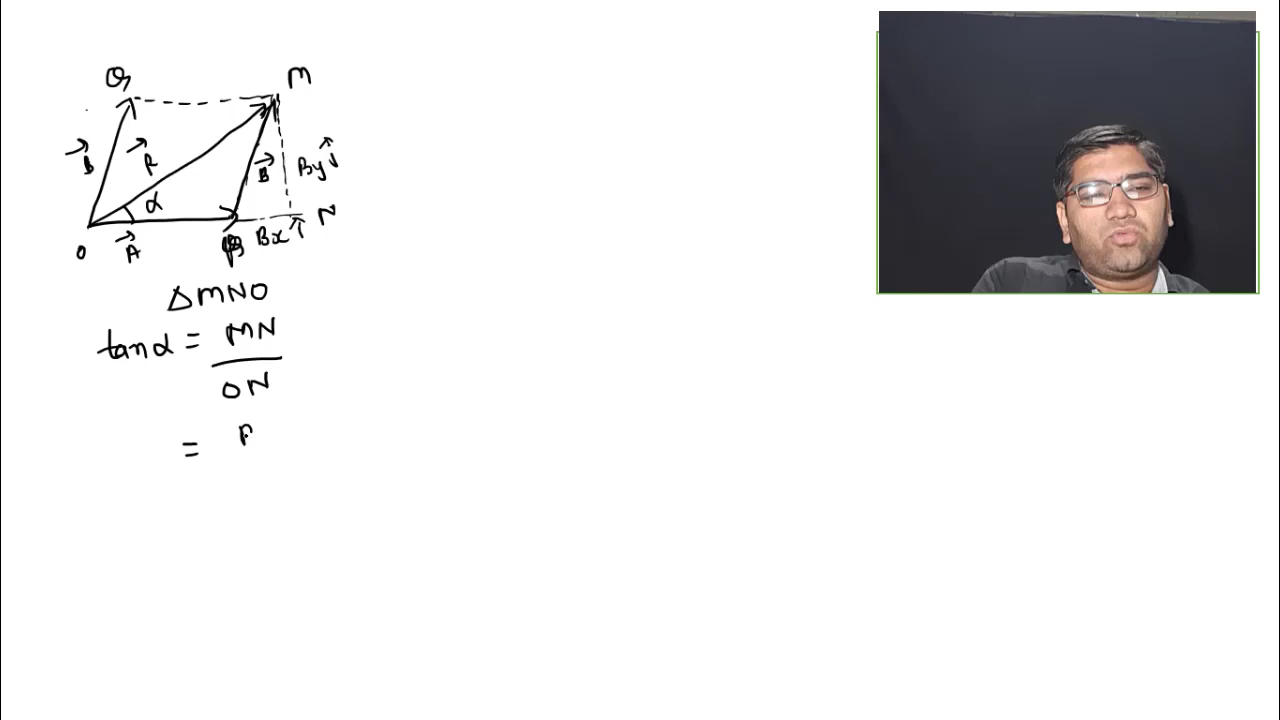 Q M
B R B By ĵ
α
O A Bx î N
ΔMNO
tanα = MN
ON
=